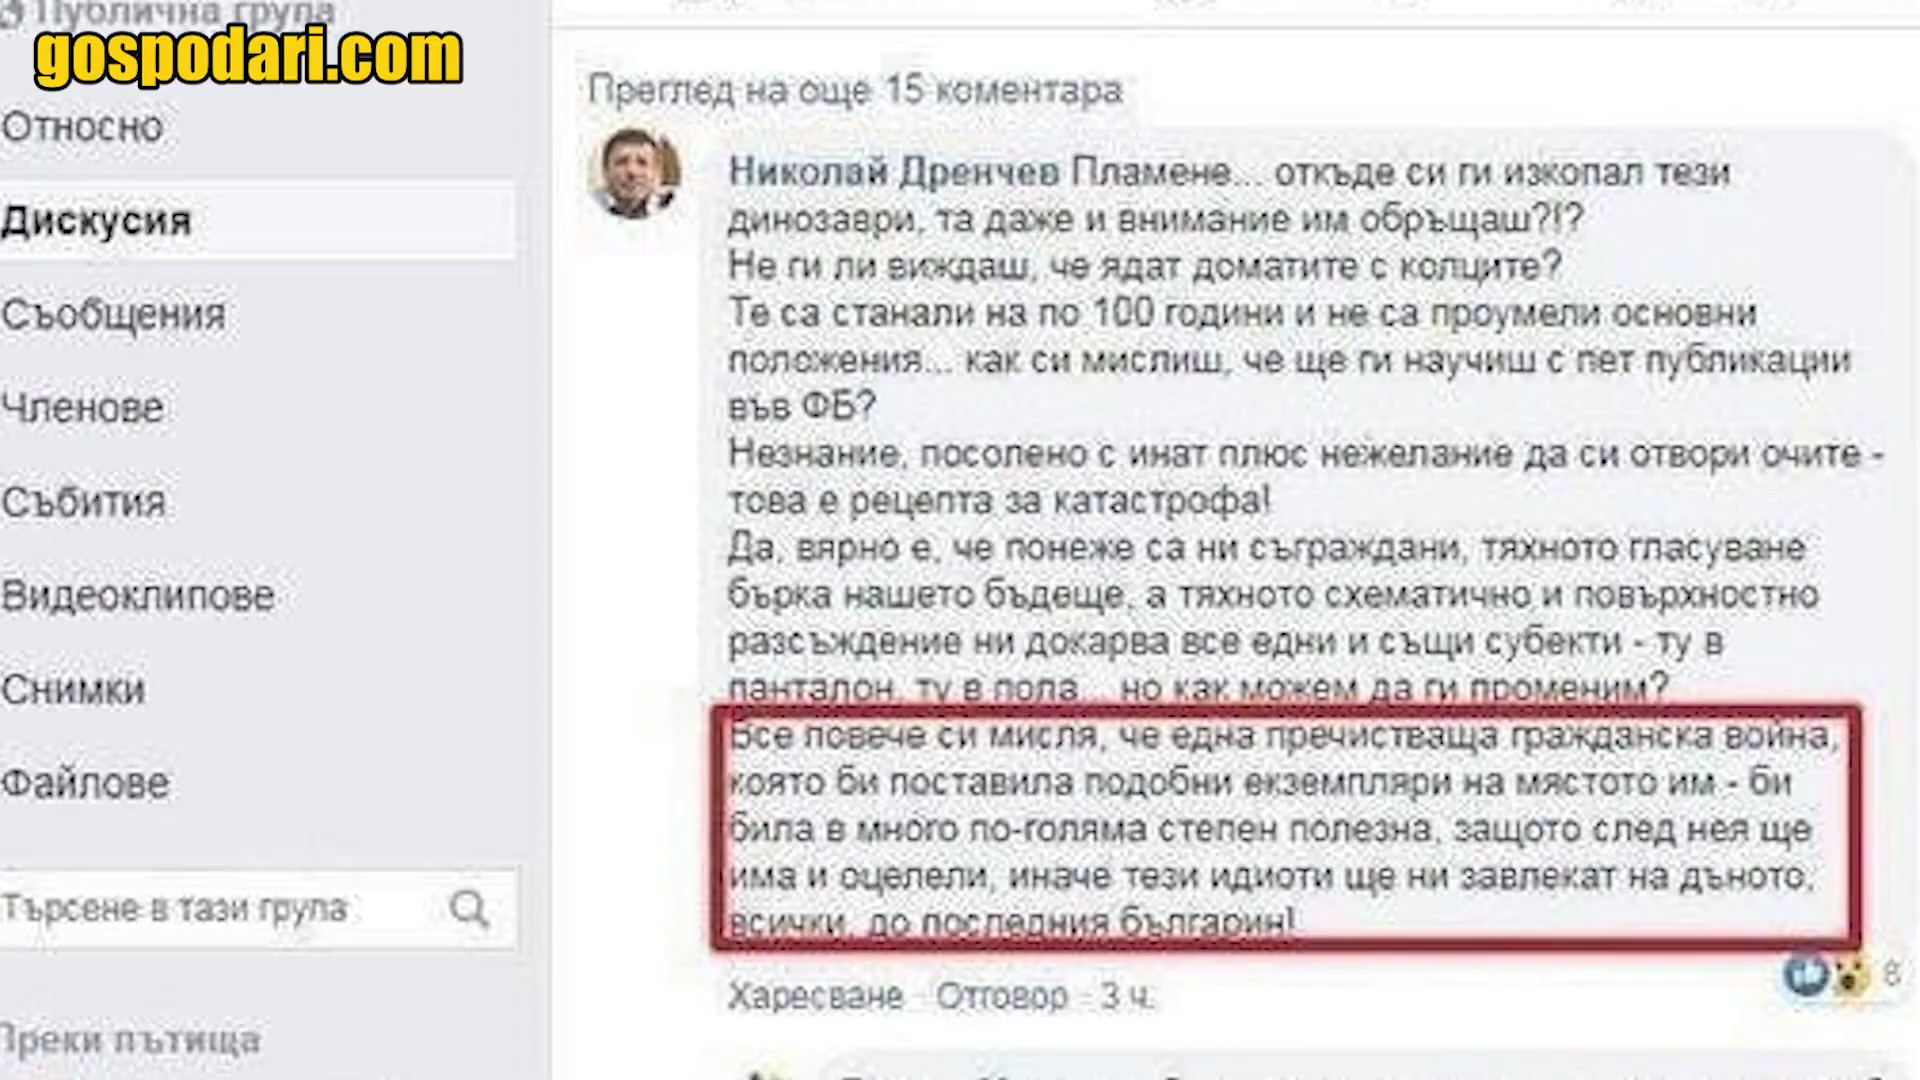 Публична група
gospodari.com
Относно
Дискусия
Съобщения
Членове
Събития
Видеоклипове
Снимки
Файлове
Търсене в тази група
Преки пътища
Преглед на още 15 коментара
Николай Дренчев Пламене... откъде си ги изкопал тези
динозаври, та даже и внимание им обръщаш?!?
Не ги ли виждаш, че ядат доматите с колците?
Те са станали на по 100 години и не са проумели основни
положения... как си мислиш, че ще ги научиш с пет публикации
във ФБ?
Незнание, посолено с инат плюс нежелание да си отвори очите -
това е рецепта за катастрофа!
Да, вярно е, че понеже са ни съграждани, тяхното гласуване
бърка нашето бъдеще, а тяхното схематично и повърхностно
разсъждение ни докарва все едни и същи субекти - ту в
панталон, ту в пола... но как можем да ги променим?
Все повече си мисля, че една пречистваща гражданска война,
която би поставила подобни екземпляри на мястото им - би
била в много по-голяма степен полезна, защото след нея ще
има и оцелели, иначе тези идиоти ще ни завлекат на дъното,
всички, до последния българин!
Харесване · Отговор · 3 ч.
8